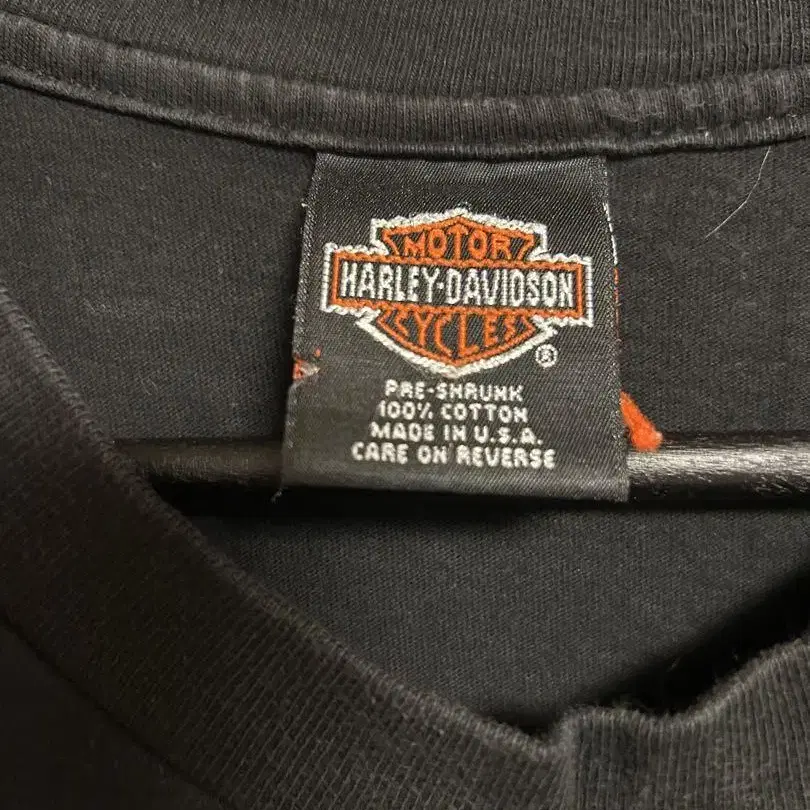 MOTOR
HARLEY-DAVIDSON
CYCLES
®
PRE-SHRUNK
100% COTTON
MADE IN U.S.A.
CARE ON REVERSE